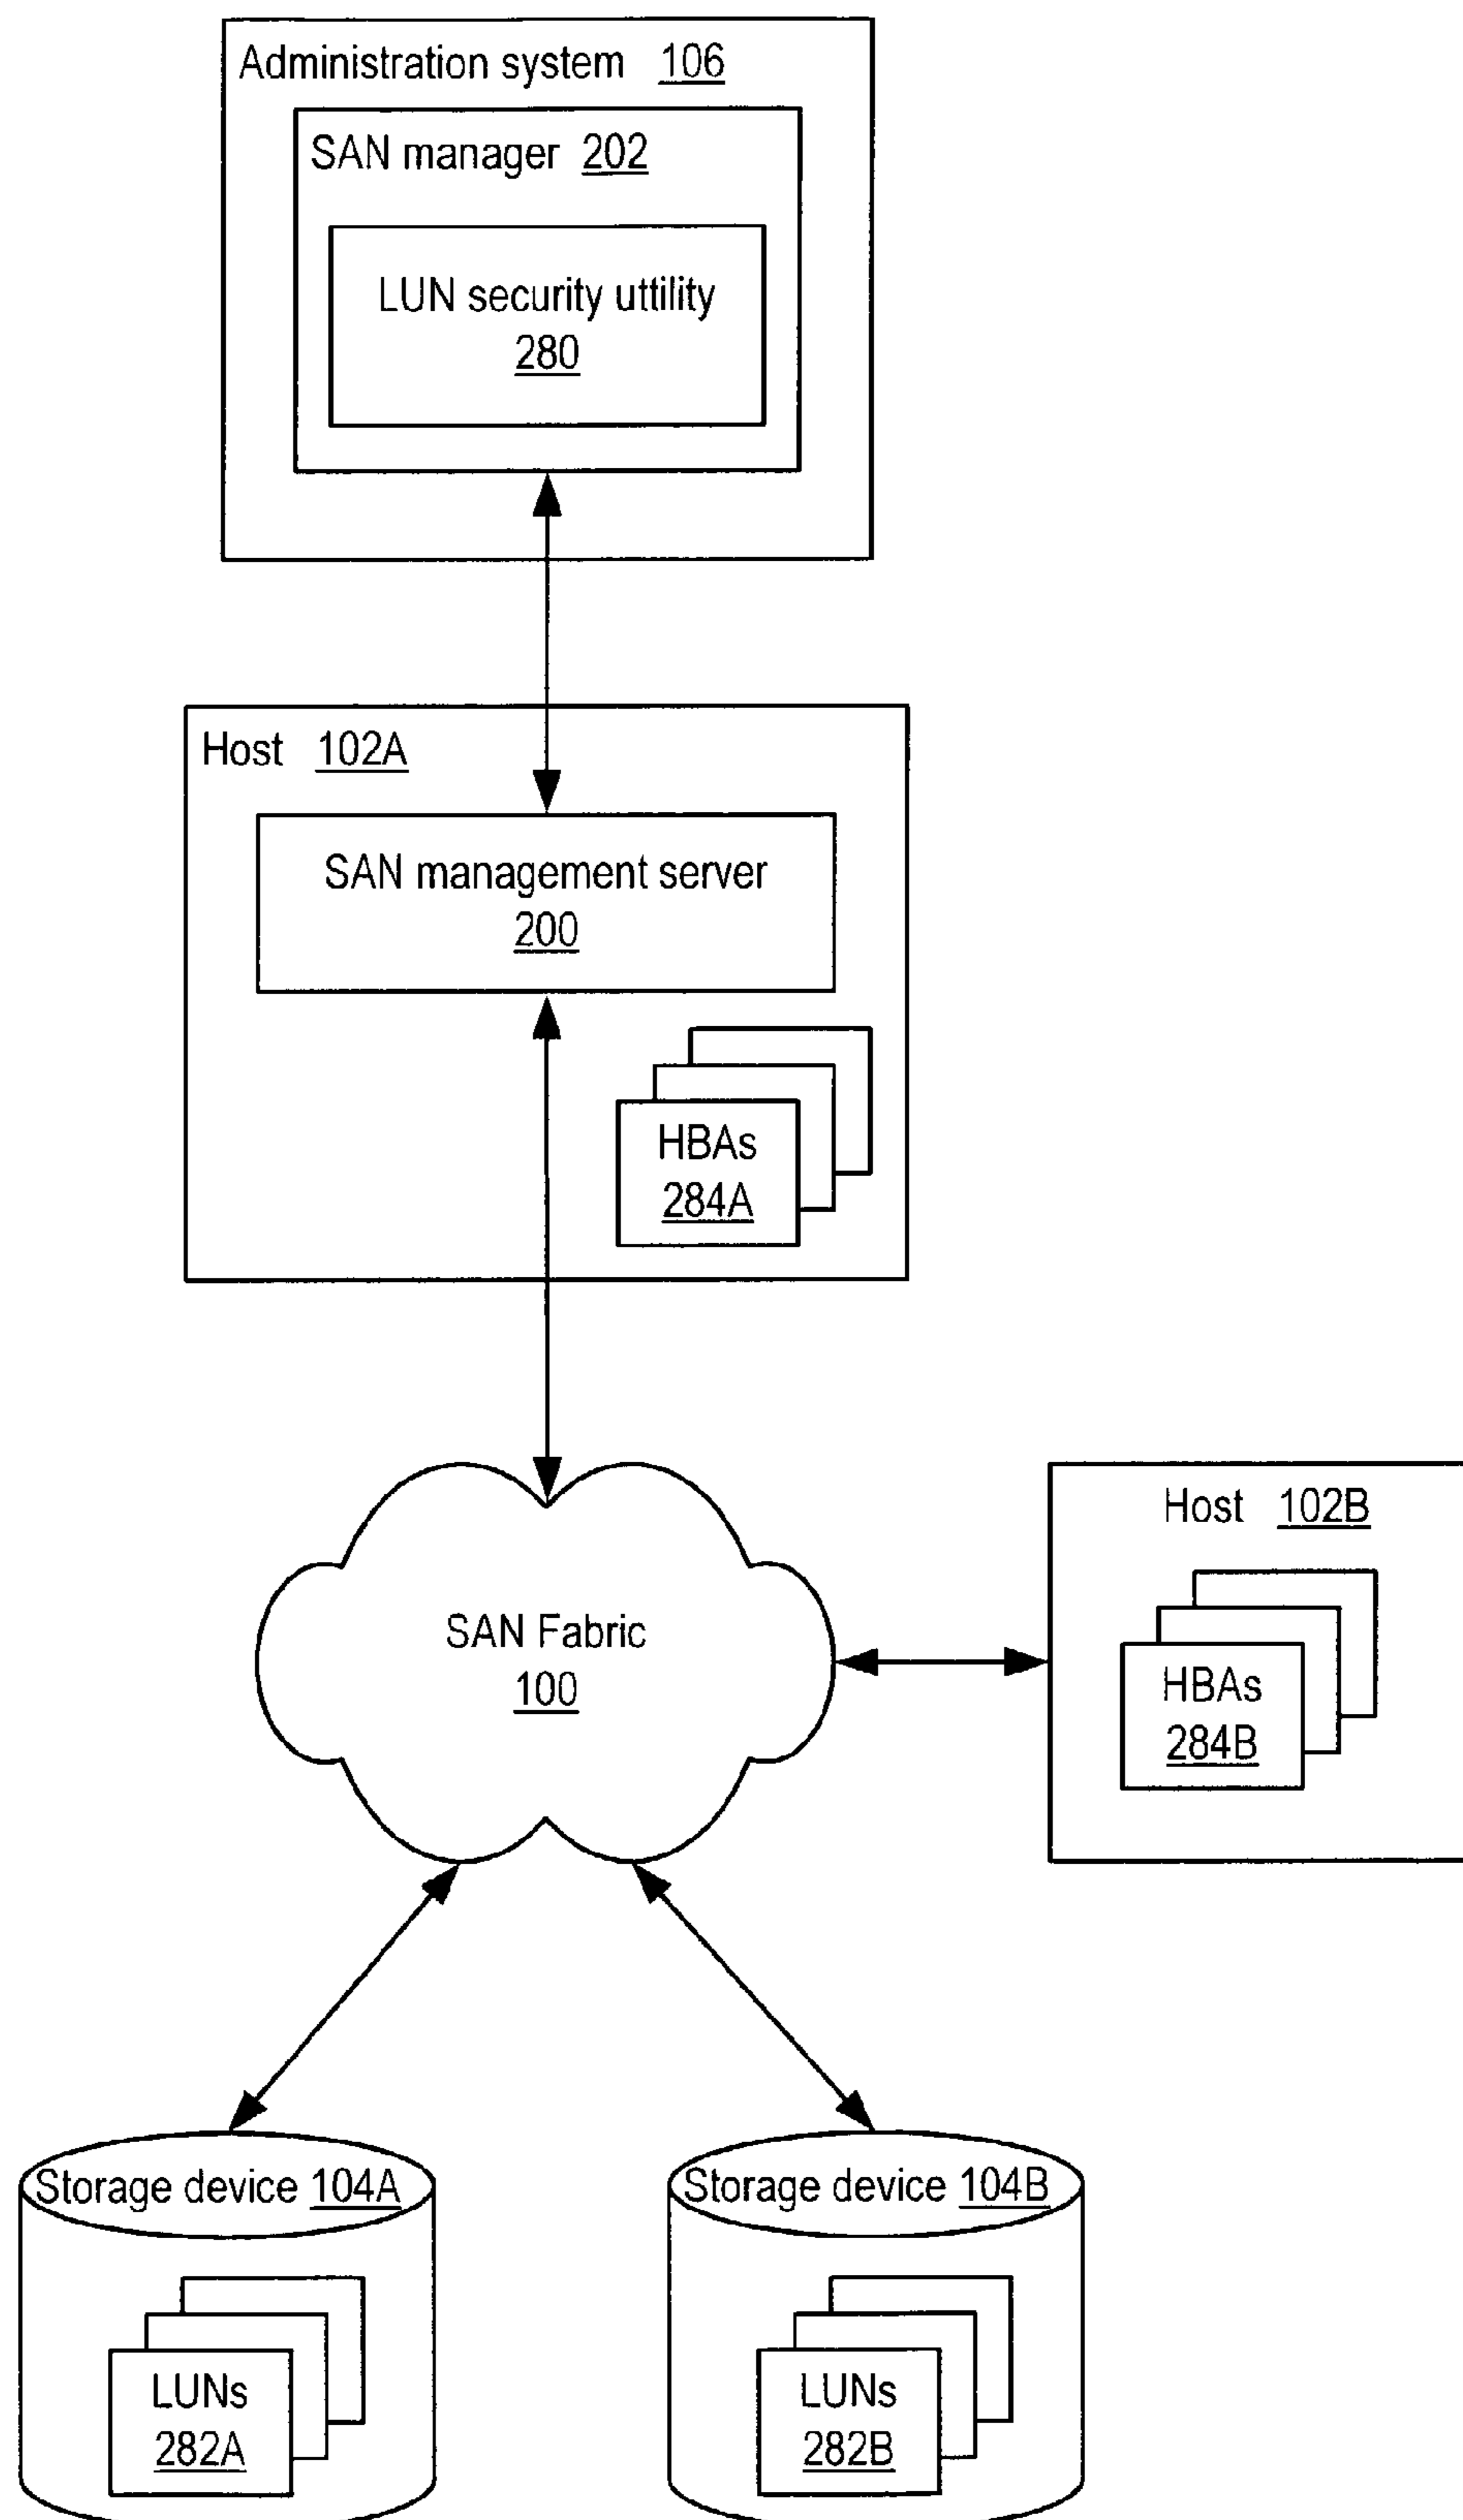 Administration system 106
SAN manager 202
LUN security uttility
280
Host 102A
SAN management server
200
HBAs
284A
SAN Fabric
100
Host 102B
HBAs
284B
Storage device 104A
LUNs
282A
Storage device 104B
LUNs
282B